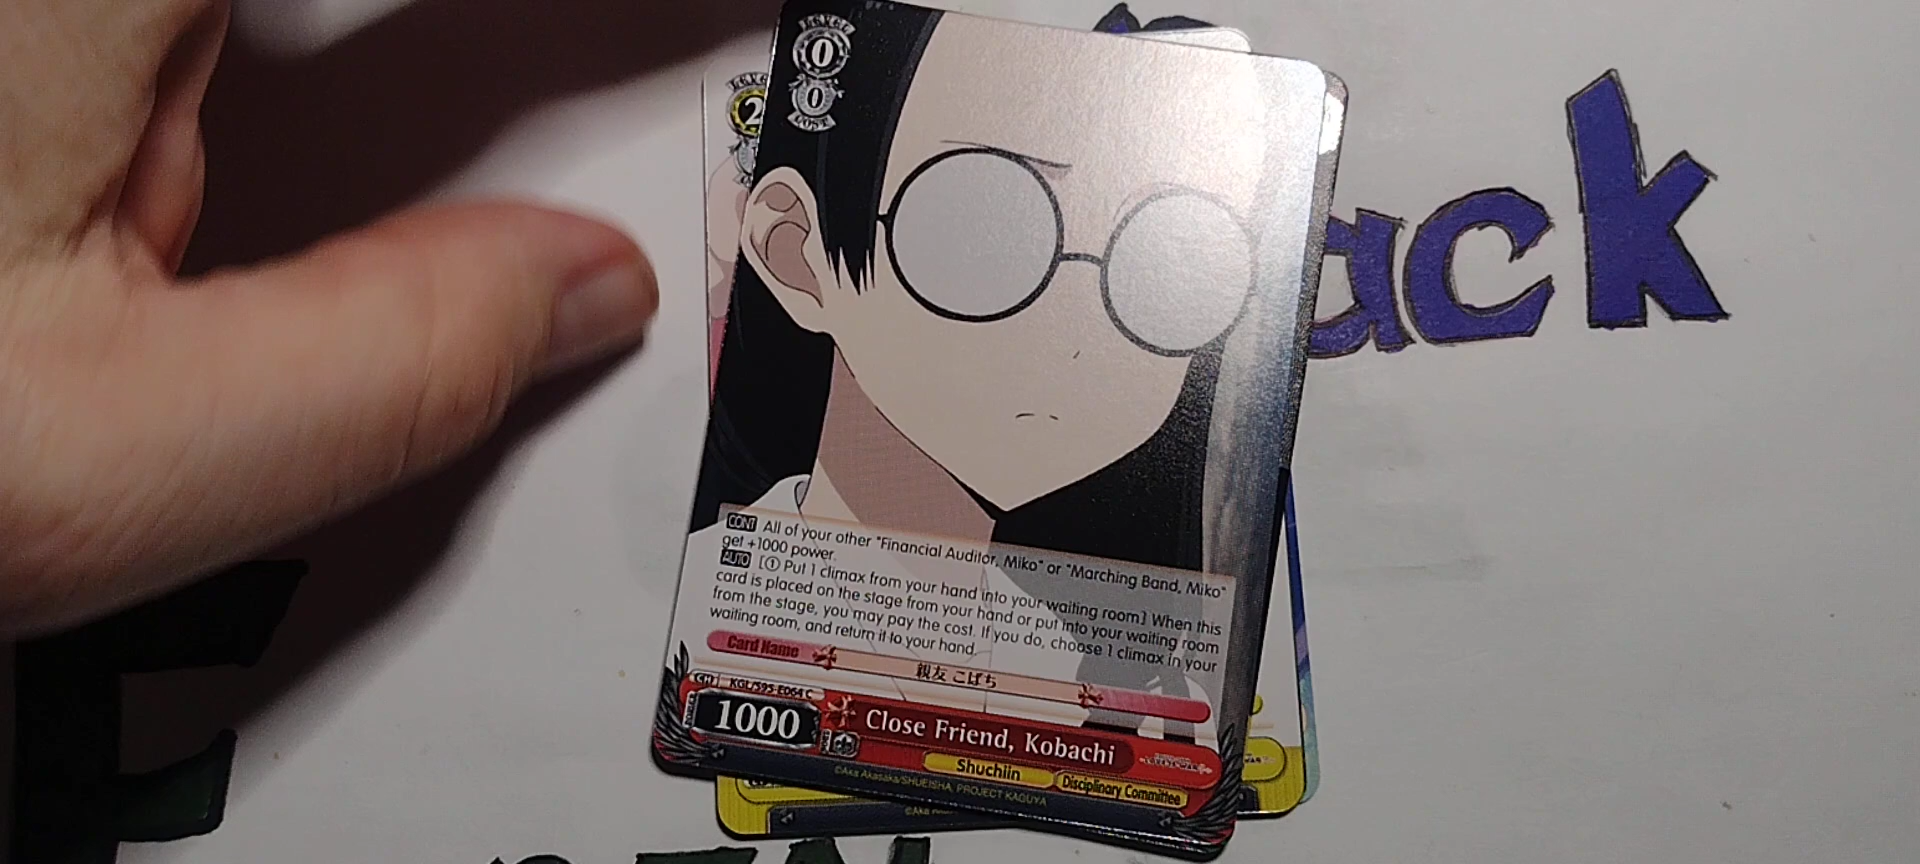 LEVEL
0
0
COST
LEVEL
2
ack
CONT All of your other "Financial Auditor, Miko" or "Marching Band, Miko"
get +1000 power.
AUTO [① Put 1 climax from your hand into your waiting room] When this
card is placed on the stage from your hand or put into your waiting room
from the stage, you may pay the cost. If you do, choose 1 climax in your
waiting room, and return it to your hand.
Card Name
親友 こばち
KGL/S95-E064 C
1000
Close Friend, Kobachi
Shuchiin
Disciplinary Committee
©Aka Akasaka/SHUEISHA, PROJECT KAGUYA
©Aka